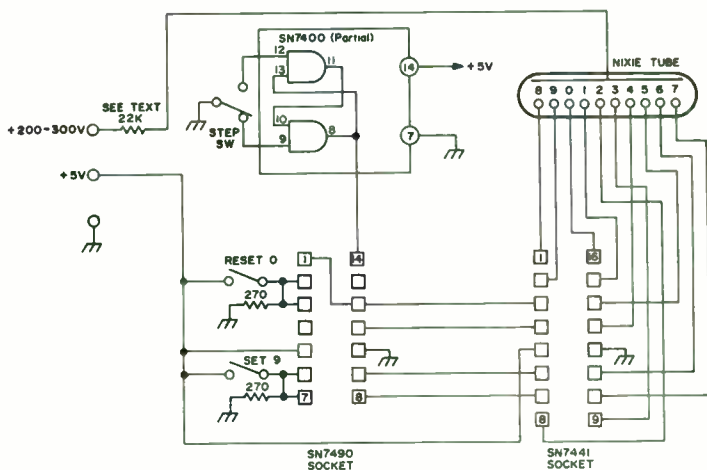 SN7400 (Partial)
12
13
11
10
9
8
14
+5V
7
STEP
SW
NIXIE TUBE
8 9 0 1 2 3 4 5 6 7
SEE TEXT
22K
+200-300V
+5V
RESET 0
270
SET 9
270
1
14
7
8
SN7490
SOCKET
1
16
8
9
SN7441
SOCKET